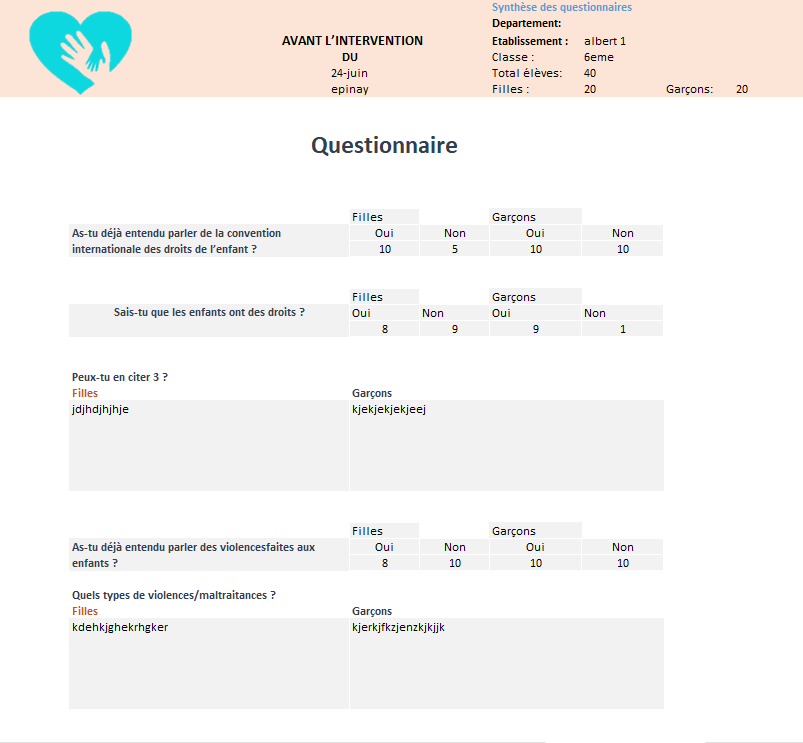 Synthèse des questionnaires
Departement:
AVANT L'INTERVENTION Etablissement : albert 1
DU Classe : 6eme
24-juin Total élèves: 40
epinay Filles : 20 Garçons: 20
Questionnaire
Filles Garçons
As-tu déjà entendu parler de la convention Oui Non Oui Non
internationale des droits de l'enfant ? 10 5 10 10
Filles Garçons
Sais-tu que les enfants ont des droits ? Oui Non Oui Non
8 9 9 1
Peux-tu en citer 3 ?
Filles Garçons
jdjhdjhjhje kjekjekjekjeej
Filles Garçons
As-tu déjà entendu parler des violencesfaites aux Oui Non Oui Non
enfants ? 8 10 10 10
Quels types de violences/maltraitances ?
Filles Garçons
kdehkjghekrhgker kjerkjfkzjenzkjkjjk